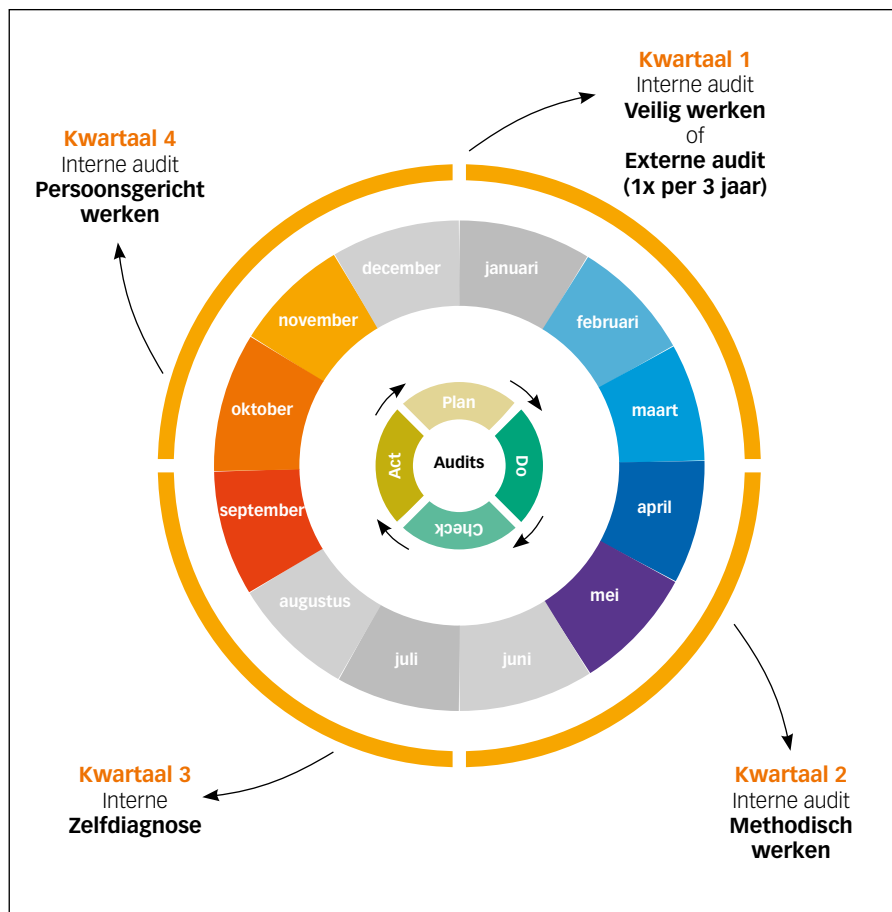 Kwartaal 1
Interne audit
Veilig werken
of
Externe audit
(1x per 3 jaar)
Kwartaal 4
Interne audit
Persoonsgericht
werken
december
januari
november
februari
oktober
maart
september
april
augustus
mei
juli
juni
Plan
Do
Check
Act
Audits
Kwartaal 3
Interne
Zelfdiagnose
Kwartaal 2
Interne audit
Methodisch
werken